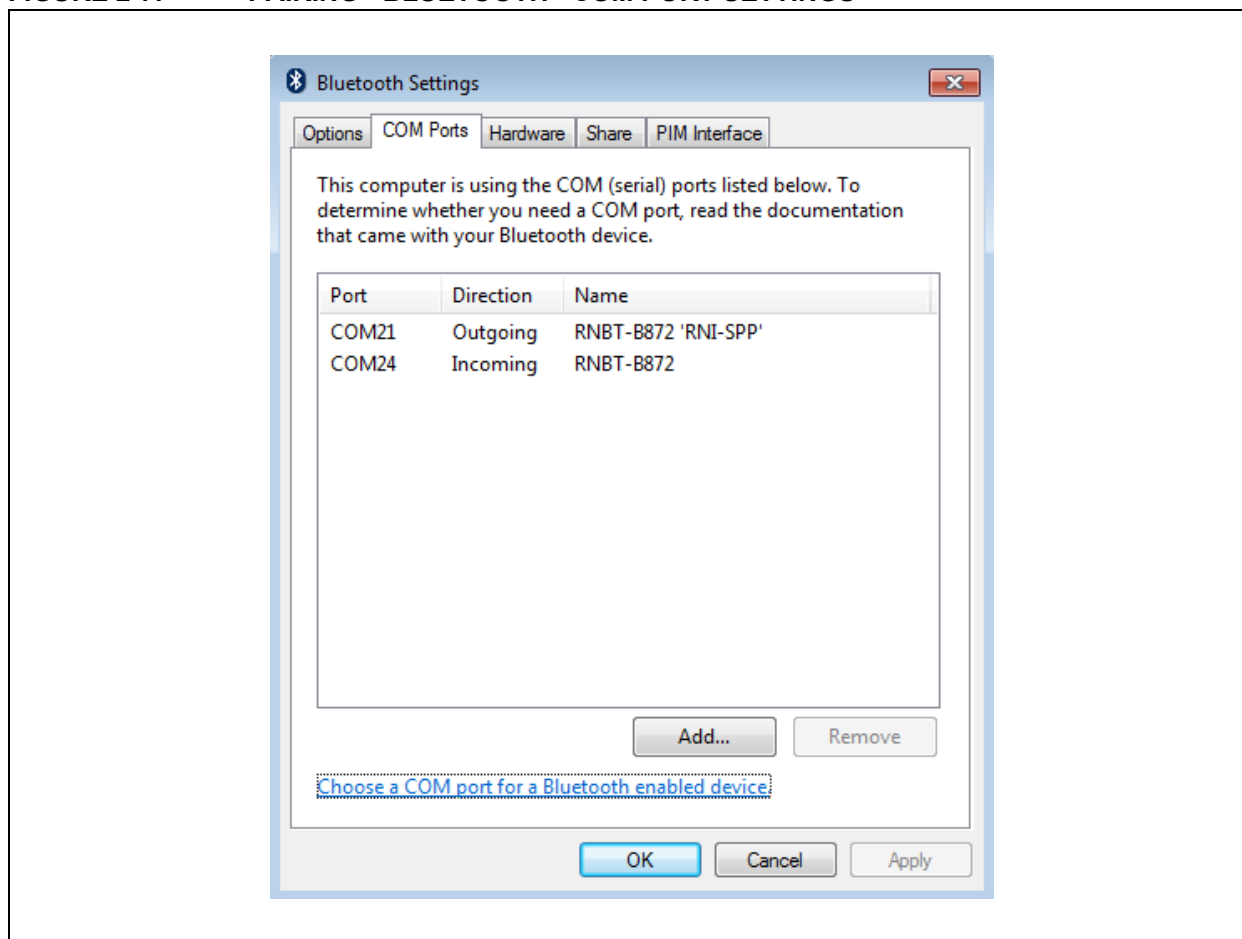 Bluetooth Settings
Options COM Ports Hardware Share PIM Interface
This computer is using the COM (serial) ports listed below. To
determine whether you need a COM port, read the documentation
that came with your Bluetooth device.
Port Direction Name
COM21 Outgoing RNBT-B872 'RNI-SPP'
COM24 Incoming RNBT-B872
Add... Remove
Choose a COM port for a Bluetooth enabled device.
OK Cancel Apply